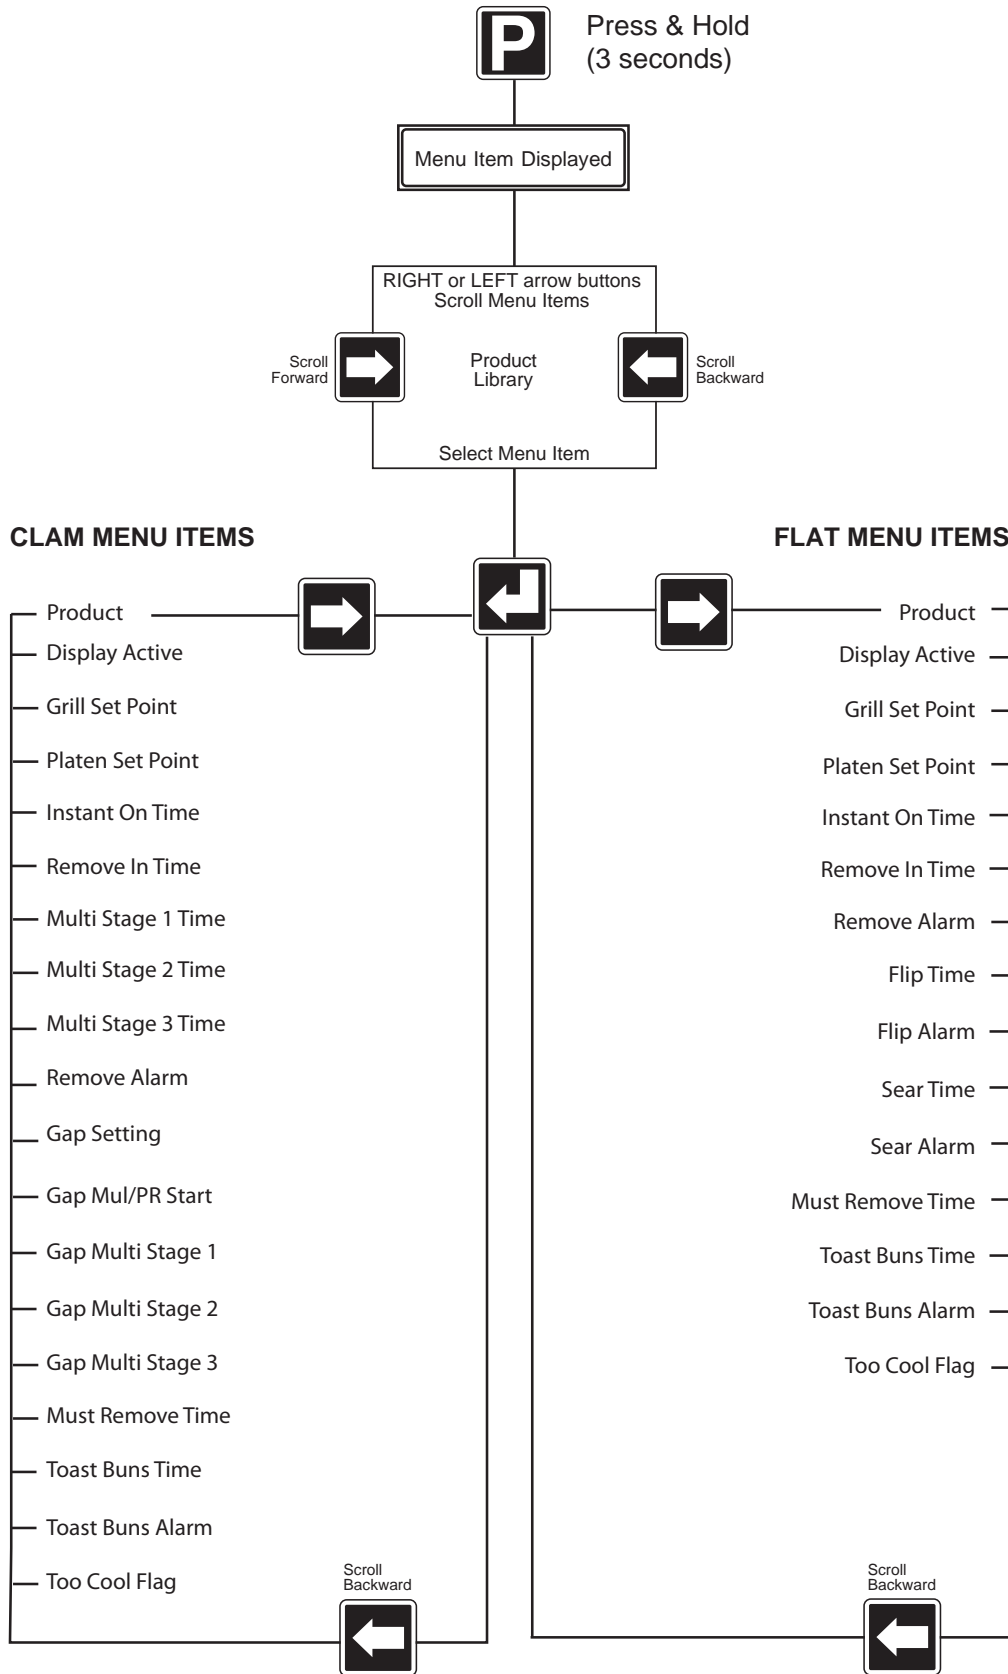 P
Press & Hold
(3 seconds)
Menu Item Displayed
RIGHT or LEFT arrow buttons
Scroll Menu Items
Scroll
Forward
Product
Library
Scroll
Backward
Select Menu Item
CLAM MENU ITEMS
Product
Display Active
Grill Set Point
Platen Set Point
Instant On Time
Remove In Time
Multi Stage 1 Time
Multi Stage 2 Time
Multi Stage 3 Time
Remove Alarm
Gap Setting
Gap Mul/PR Start
Gap Multi Stage 1
Gap Multi Stage 2
Gap Multi Stage 3
Must Remove Time
Toast Buns Time
Toast Buns Alarm
Too Cool Flag
Scroll
Backward
FLAT MENU ITEMS
Product
Display Active
Grill Set Point
Platen Set Point
Instant On Time
Remove In Time
Remove Alarm
Flip Time
Flip Alarm
Sear Time
Sear Alarm
Must Remove Time
Toast Buns Time
Toast Buns Alarm
Too Cool Flag
Scroll
Backward